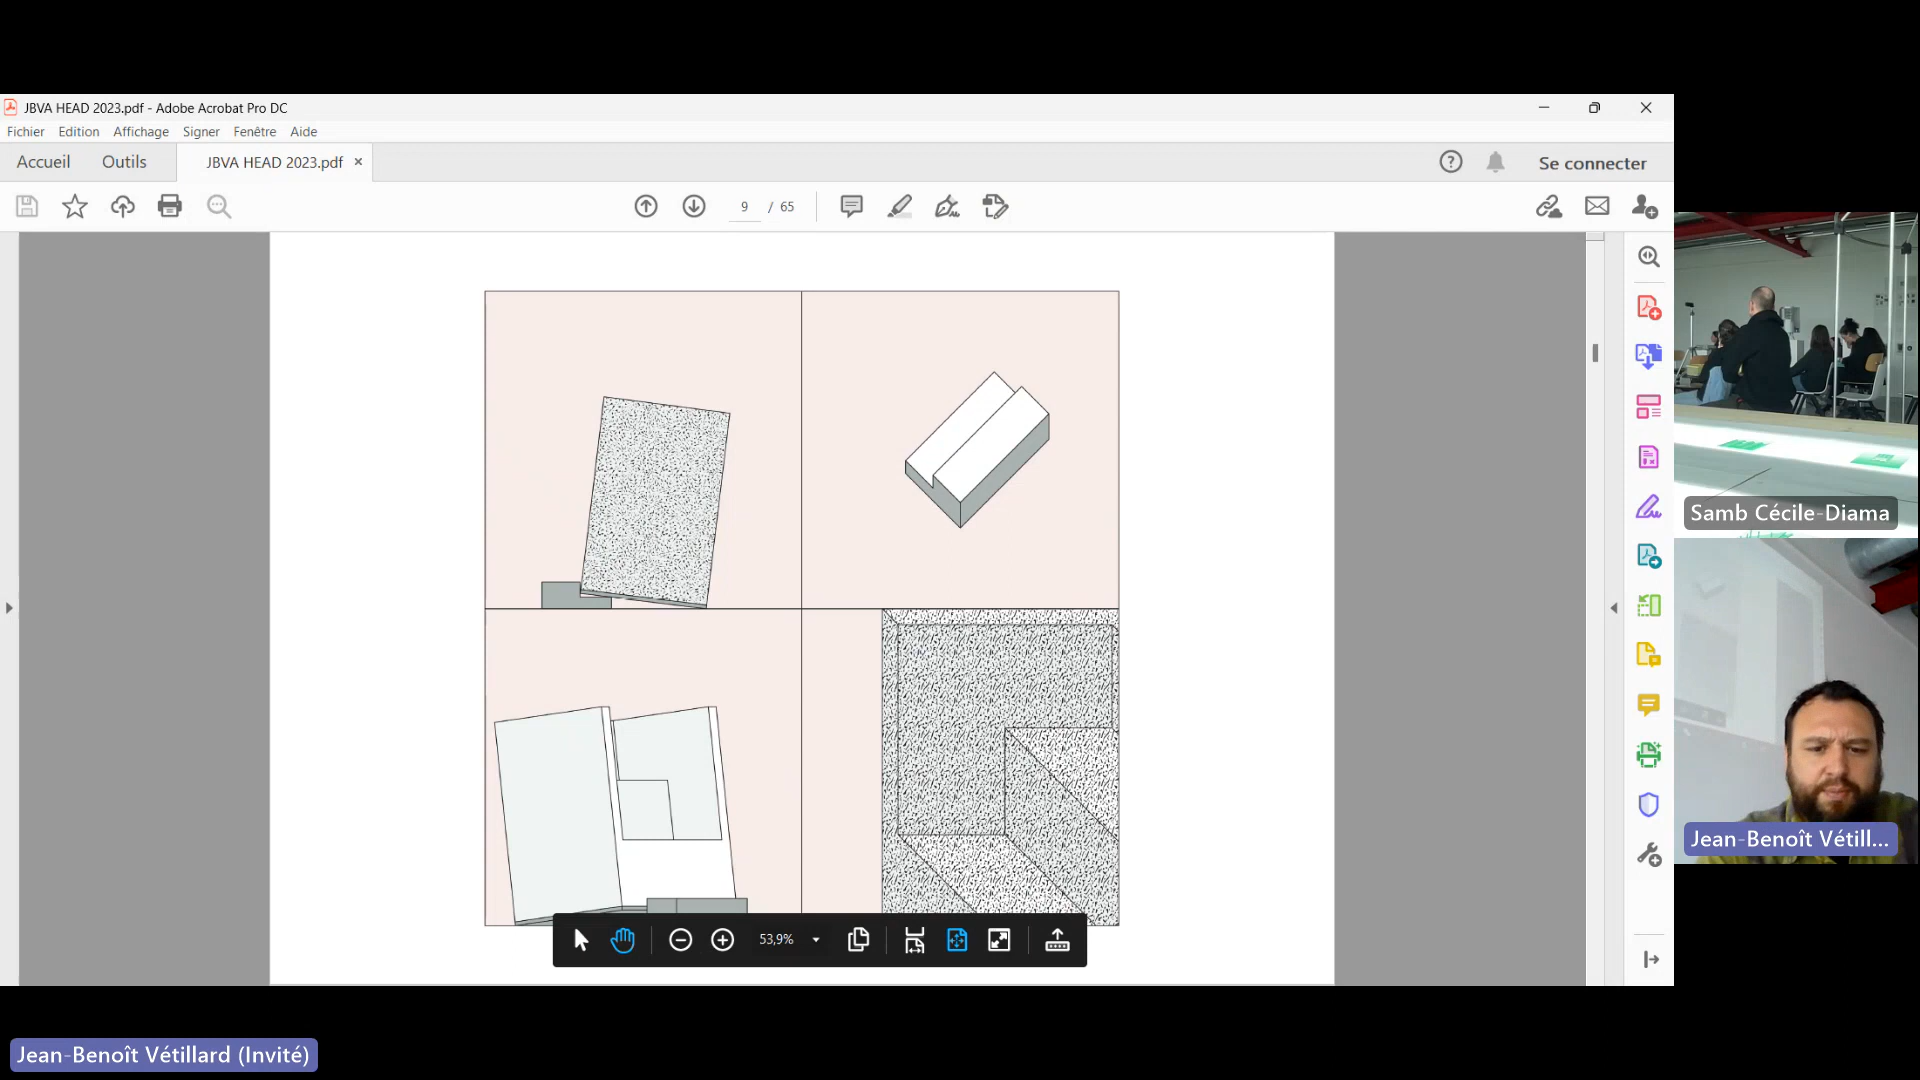 JBVA HEAD 2023.pdf - Adobe Acrobat Pro DC
Fichier Edition Affichage Signer Fenêtre Aide
Accueil Outils JBVA HEAD 2023.pdf × Se connecter
9 / 65
Samb Cécile-Diama
Jean-Benoît Vétill...
53,9%
Jean-Benoît Vétillard (Invité)